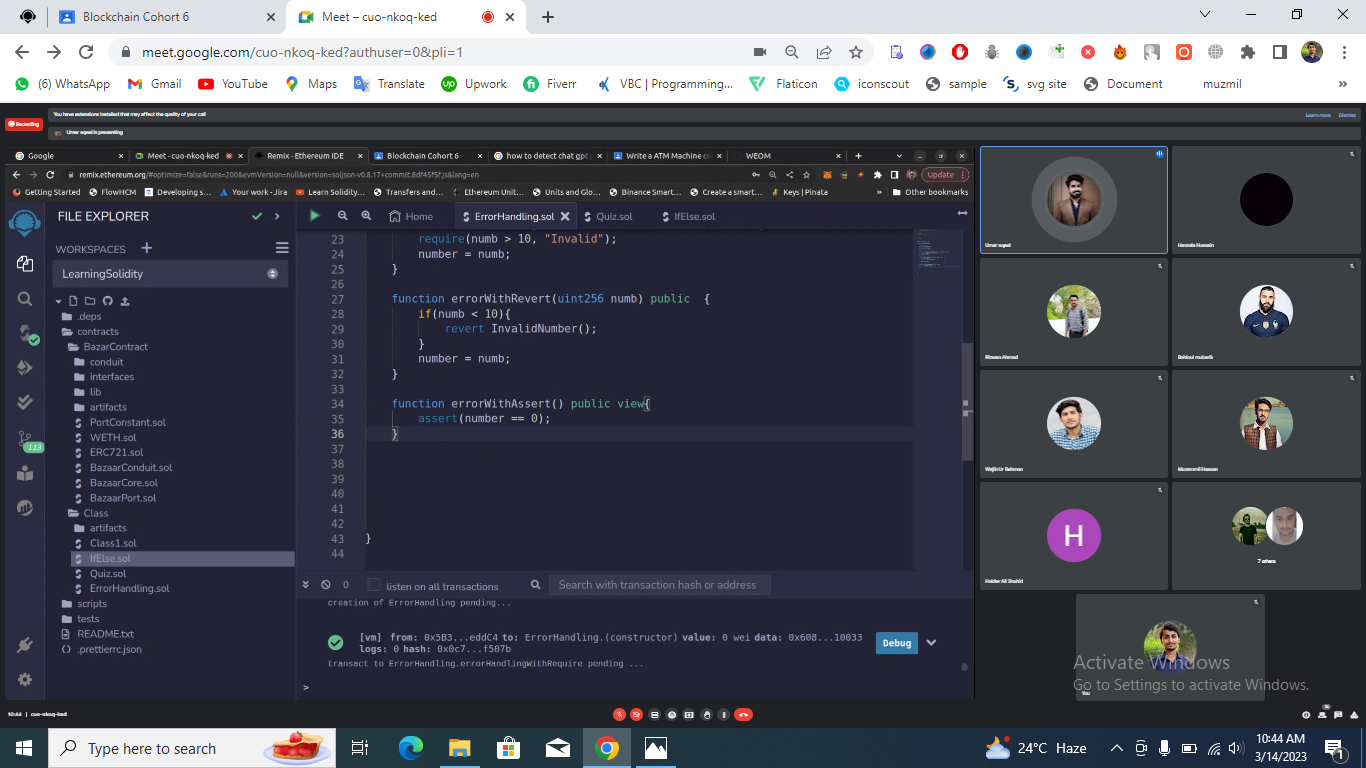 Blockchain Cohort 6
Meet – cuo-nkoq-ked
meet.google.com/cuo-nkoq-ked?authuser=0&pli=1
(6) WhatsApp Gmail YouTube Maps Translate Upwork Fiverr VBC | Programming... Flaticon iconscout sample svg site Document muzmil »
Recording
You have extensions installed that may affect the quality of your call
Learn more Dismiss
Umer aqeel is presenting
Google Meet - cuo-nkoq-ked Remix - Ethereum IDE Blockchain Cohort 6 how to detect chat gpt Write a ATM Machine co WEOM
remix.ethereum.org/#optimize=false&runs=200&evmVersion=null&version=soljson-v0.8.17+commit.8df45f5f.js&lang=en
Update
Getting Started FlowHCM Developing s... Your work - Jira Learn Solidity... Transfers and... Ethereum Unit... Units and Glo... Binance Smart... Create a smart... Keys | Pinata » Other bookmarks
FILE EXPLORER
Home ErrorHandling.sol Quiz.sol IfElse.sol
WORKSPACES
LearningSolidity
.deps
contracts
BazarContract
conduit
interfaces
lib
artifacts
PortConstant.sol
WETH.sol
ERC721.sol
BazaarConduit.sol
BazaarCore.sol
BazaarPort.sol
Class
artifacts
Class1.sol
IfElse.sol
Quiz.sol
ErrorHandling.sol
scripts
tests
README.txt
.prettierrc.json
113
23 require(numb > 10, "Invalid");
24 number = numb;
25 }
26
27 function errorWithRevert(uint256 numb) public {
28 if(numb < 10){
29 revert InvalidNumber();
30 }
31 number = numb;
32 }
33
34 function errorWithAssert() public view{
35 assert(number == 0);
36 }
37
38
39
40
41
42
43 }
44
0 listen on all transactions Search with transaction hash or address
creation of ErrorHandling pending...
[vm] from: 0x5B3...eddC4 to: ErrorHandling.(constructor) value: 0 wei data: 0x608...10033
logs: 0 hash: 0x0c7...f507b
Debug
transact to ErrorHandling.errorHandlingWithRequire pending ...
>
Umer aqeel
Hanzala Hussain
Rizwan Ahmad
Wajih Ur Rehman
Muzammil Hassan
H
Haider Ali Shahid
7 others
You
Activate Windows
Go to Settings to activate Windows.
10:44 | cuo-nkoq-ked
Type here to search
24°C Haze
10:44 AM
3/14/2023
1